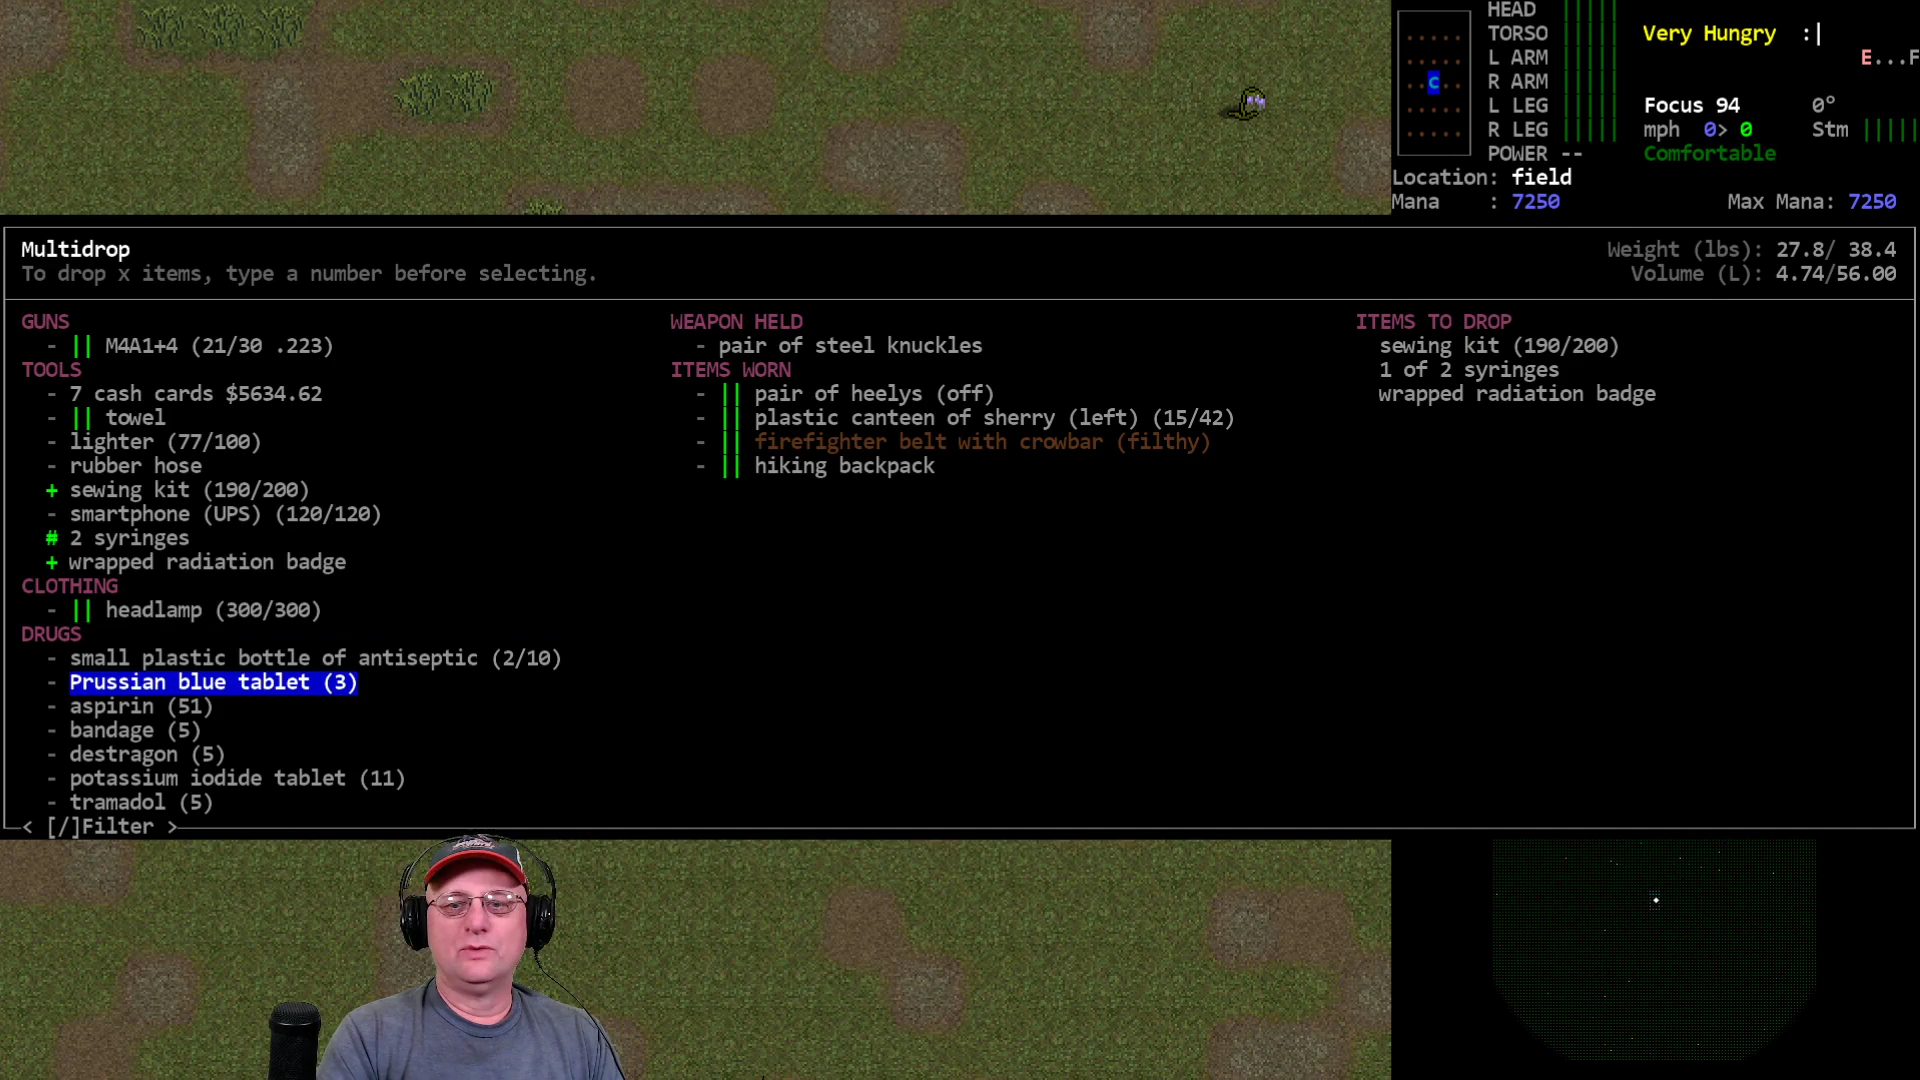 HEAD
TORSO
L ARM
R ARM
L LEG
R LEG
POWER --
Very Hungry :|
E...F
c
Focus 94 0°
mph 0> 0 Stm |||||
Comfortable
Location: field
Mana : 7250 Max Mana: 7250
Multidrop
To drop x items, type a number before selecting.
Weight (lbs): 27.8/ 38.4
Volume (L): 4.74/56.00
GUNS
- || M4A1+4 (21/30 .223)
TOOLS
- 7 cash cards $5634.62
- || towel
- lighter (77/100)
- rubber hose
+ sewing kit (190/200)
- smartphone (UPS) (120/120)
# 2 syringes
+ wrapped radiation badge
CLOTHING
- || headlamp (300/300)
DRUGS
- small plastic bottle of antiseptic (2/10)
- Prussian blue tablet (3)
- aspirin (51)
- bandage (5)
- destragon (5)
- potassium iodide tablet (11)
- tramadol (5)
< [/]Filter >
WEAPON HELD
- pair of steel knuckles
ITEMS WORN
- || pair of heelys (off)
- || plastic canteen of sherry (left) (15/42)
- || firefighter belt with crowbar (filthy)
- || hiking backpack
ITEMS TO DROP
sewing kit (190/200)
1 of 2 syringes
wrapped radiation badge